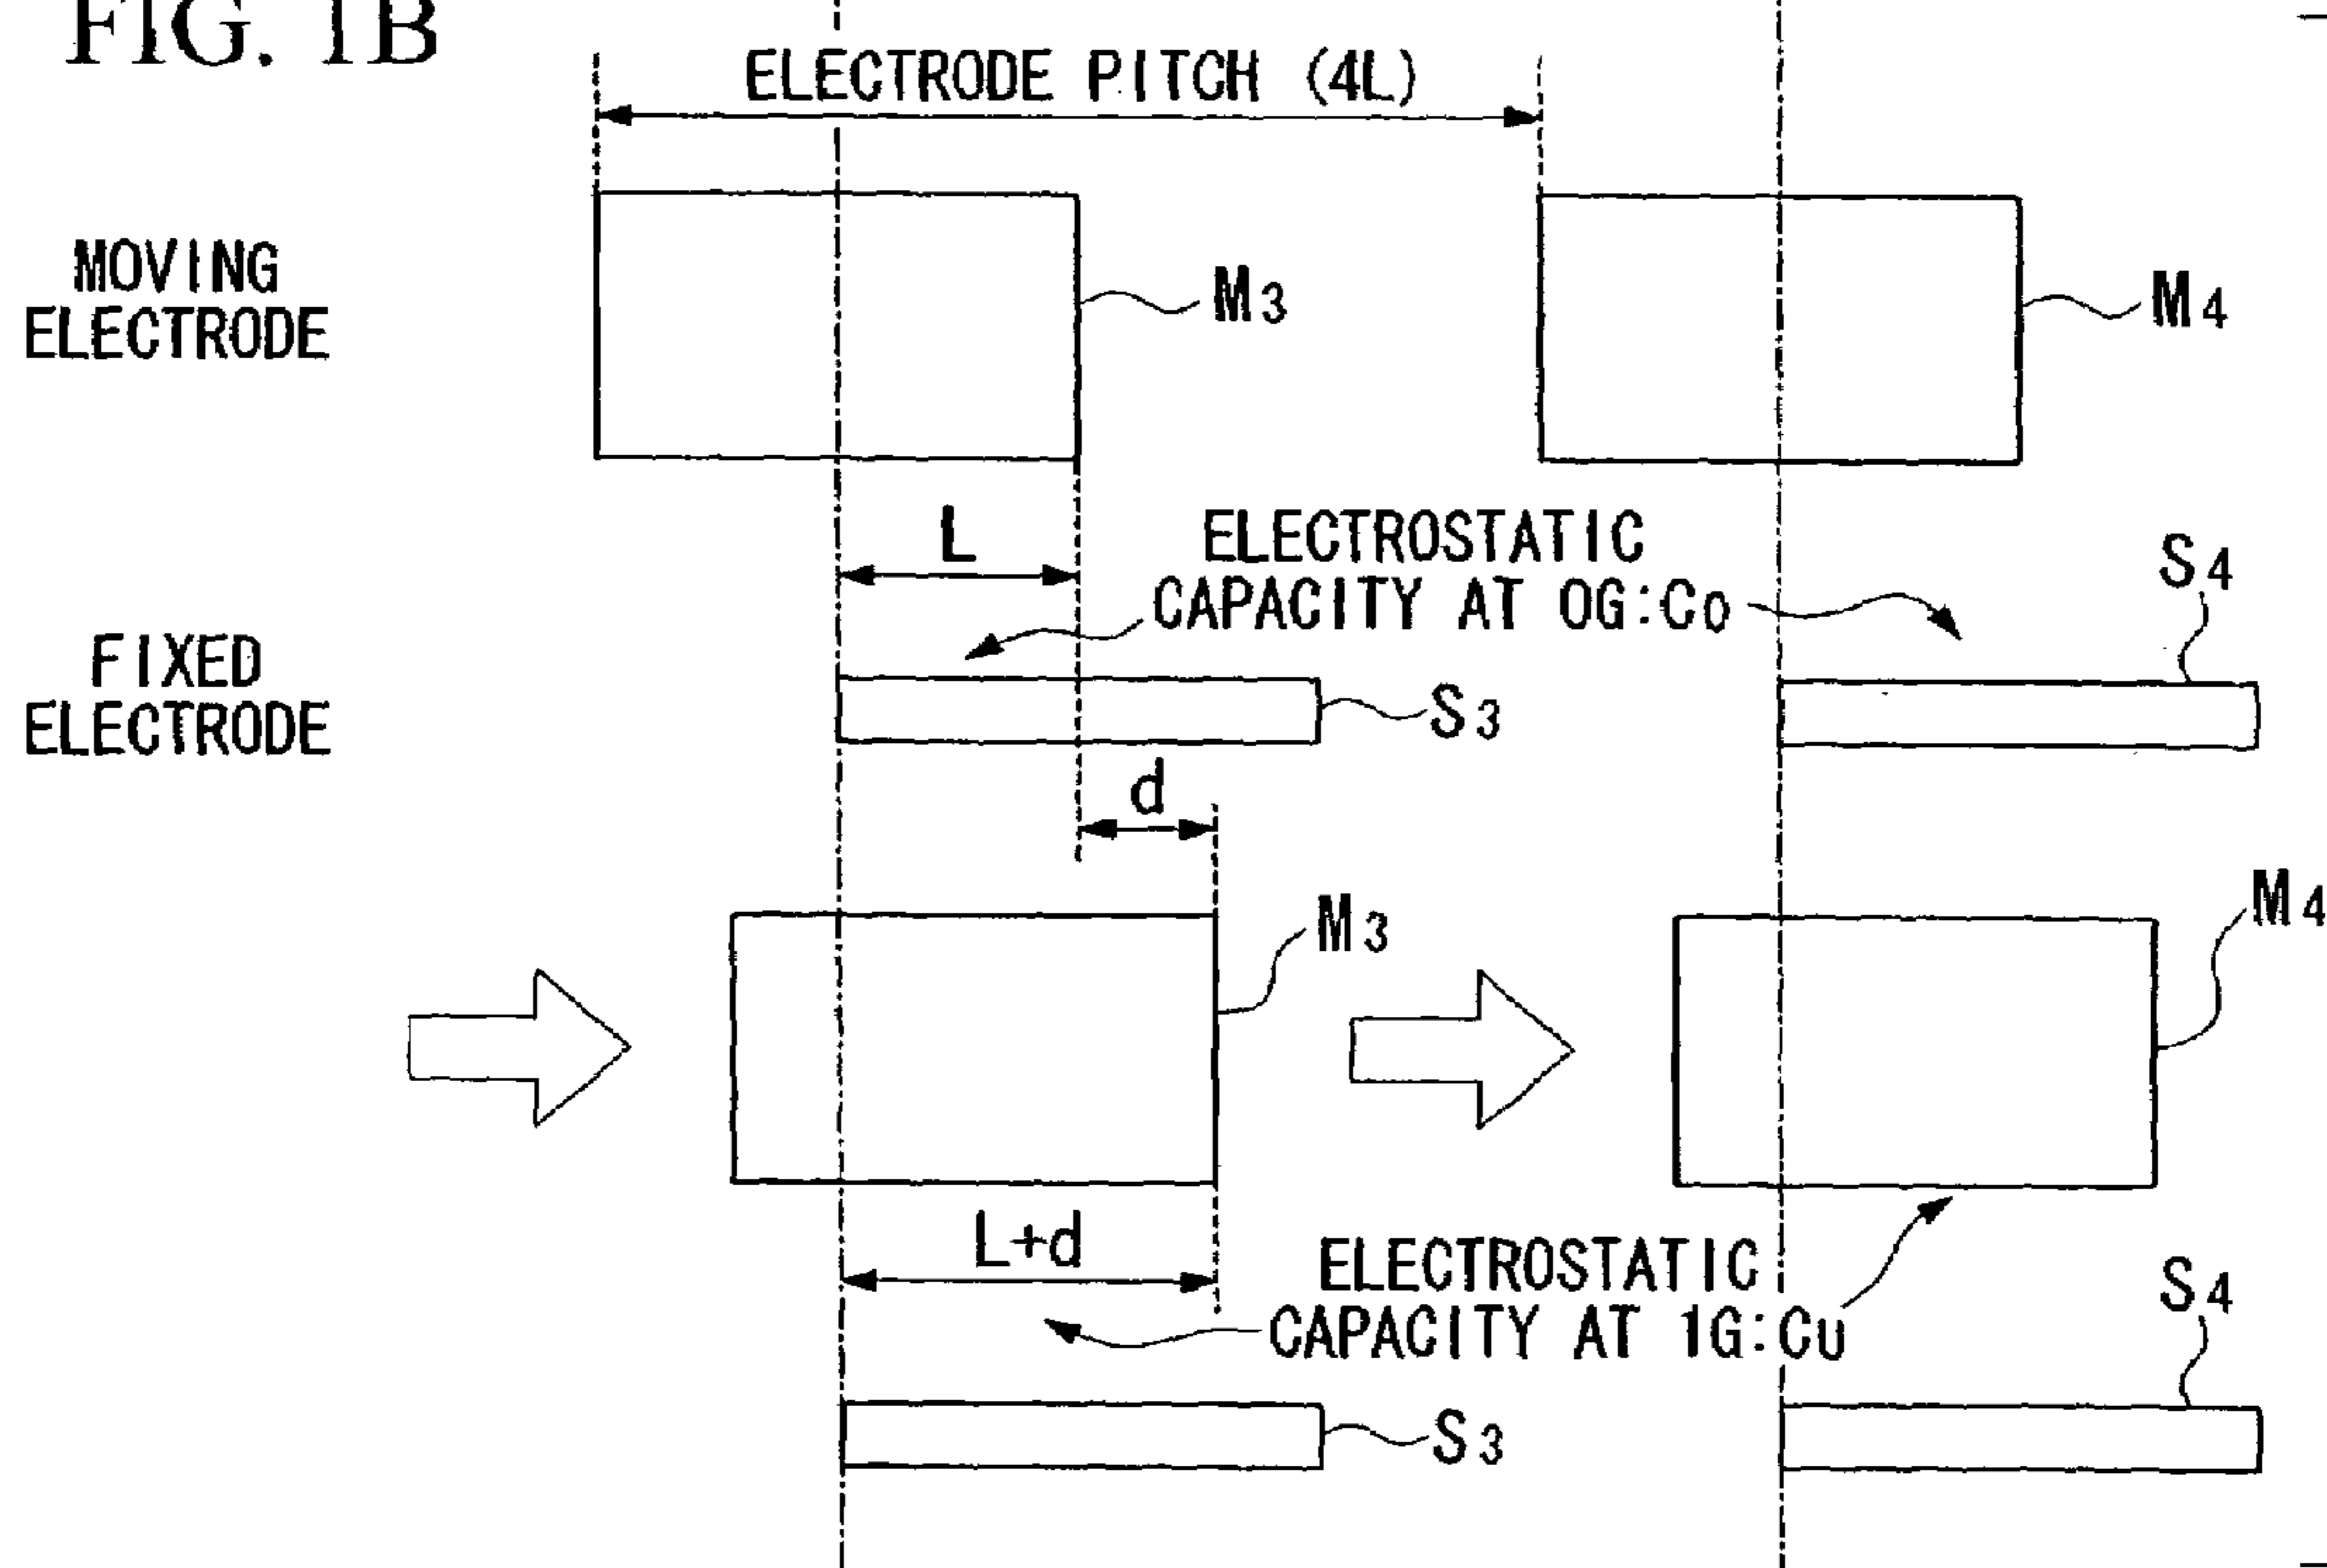 FIG. 1B
ELECTRODE PITCH (4L)
MOVING
ELECTRODE
M3
M4
L
ELECTROSTATIC
CAPACITY AT 0G:Co
S4
FIXED
ELECTRODE
S3
d
M3
M4
L+d
ELECTROSTATIC
CAPACITY AT 1G:Cu
S4
S3